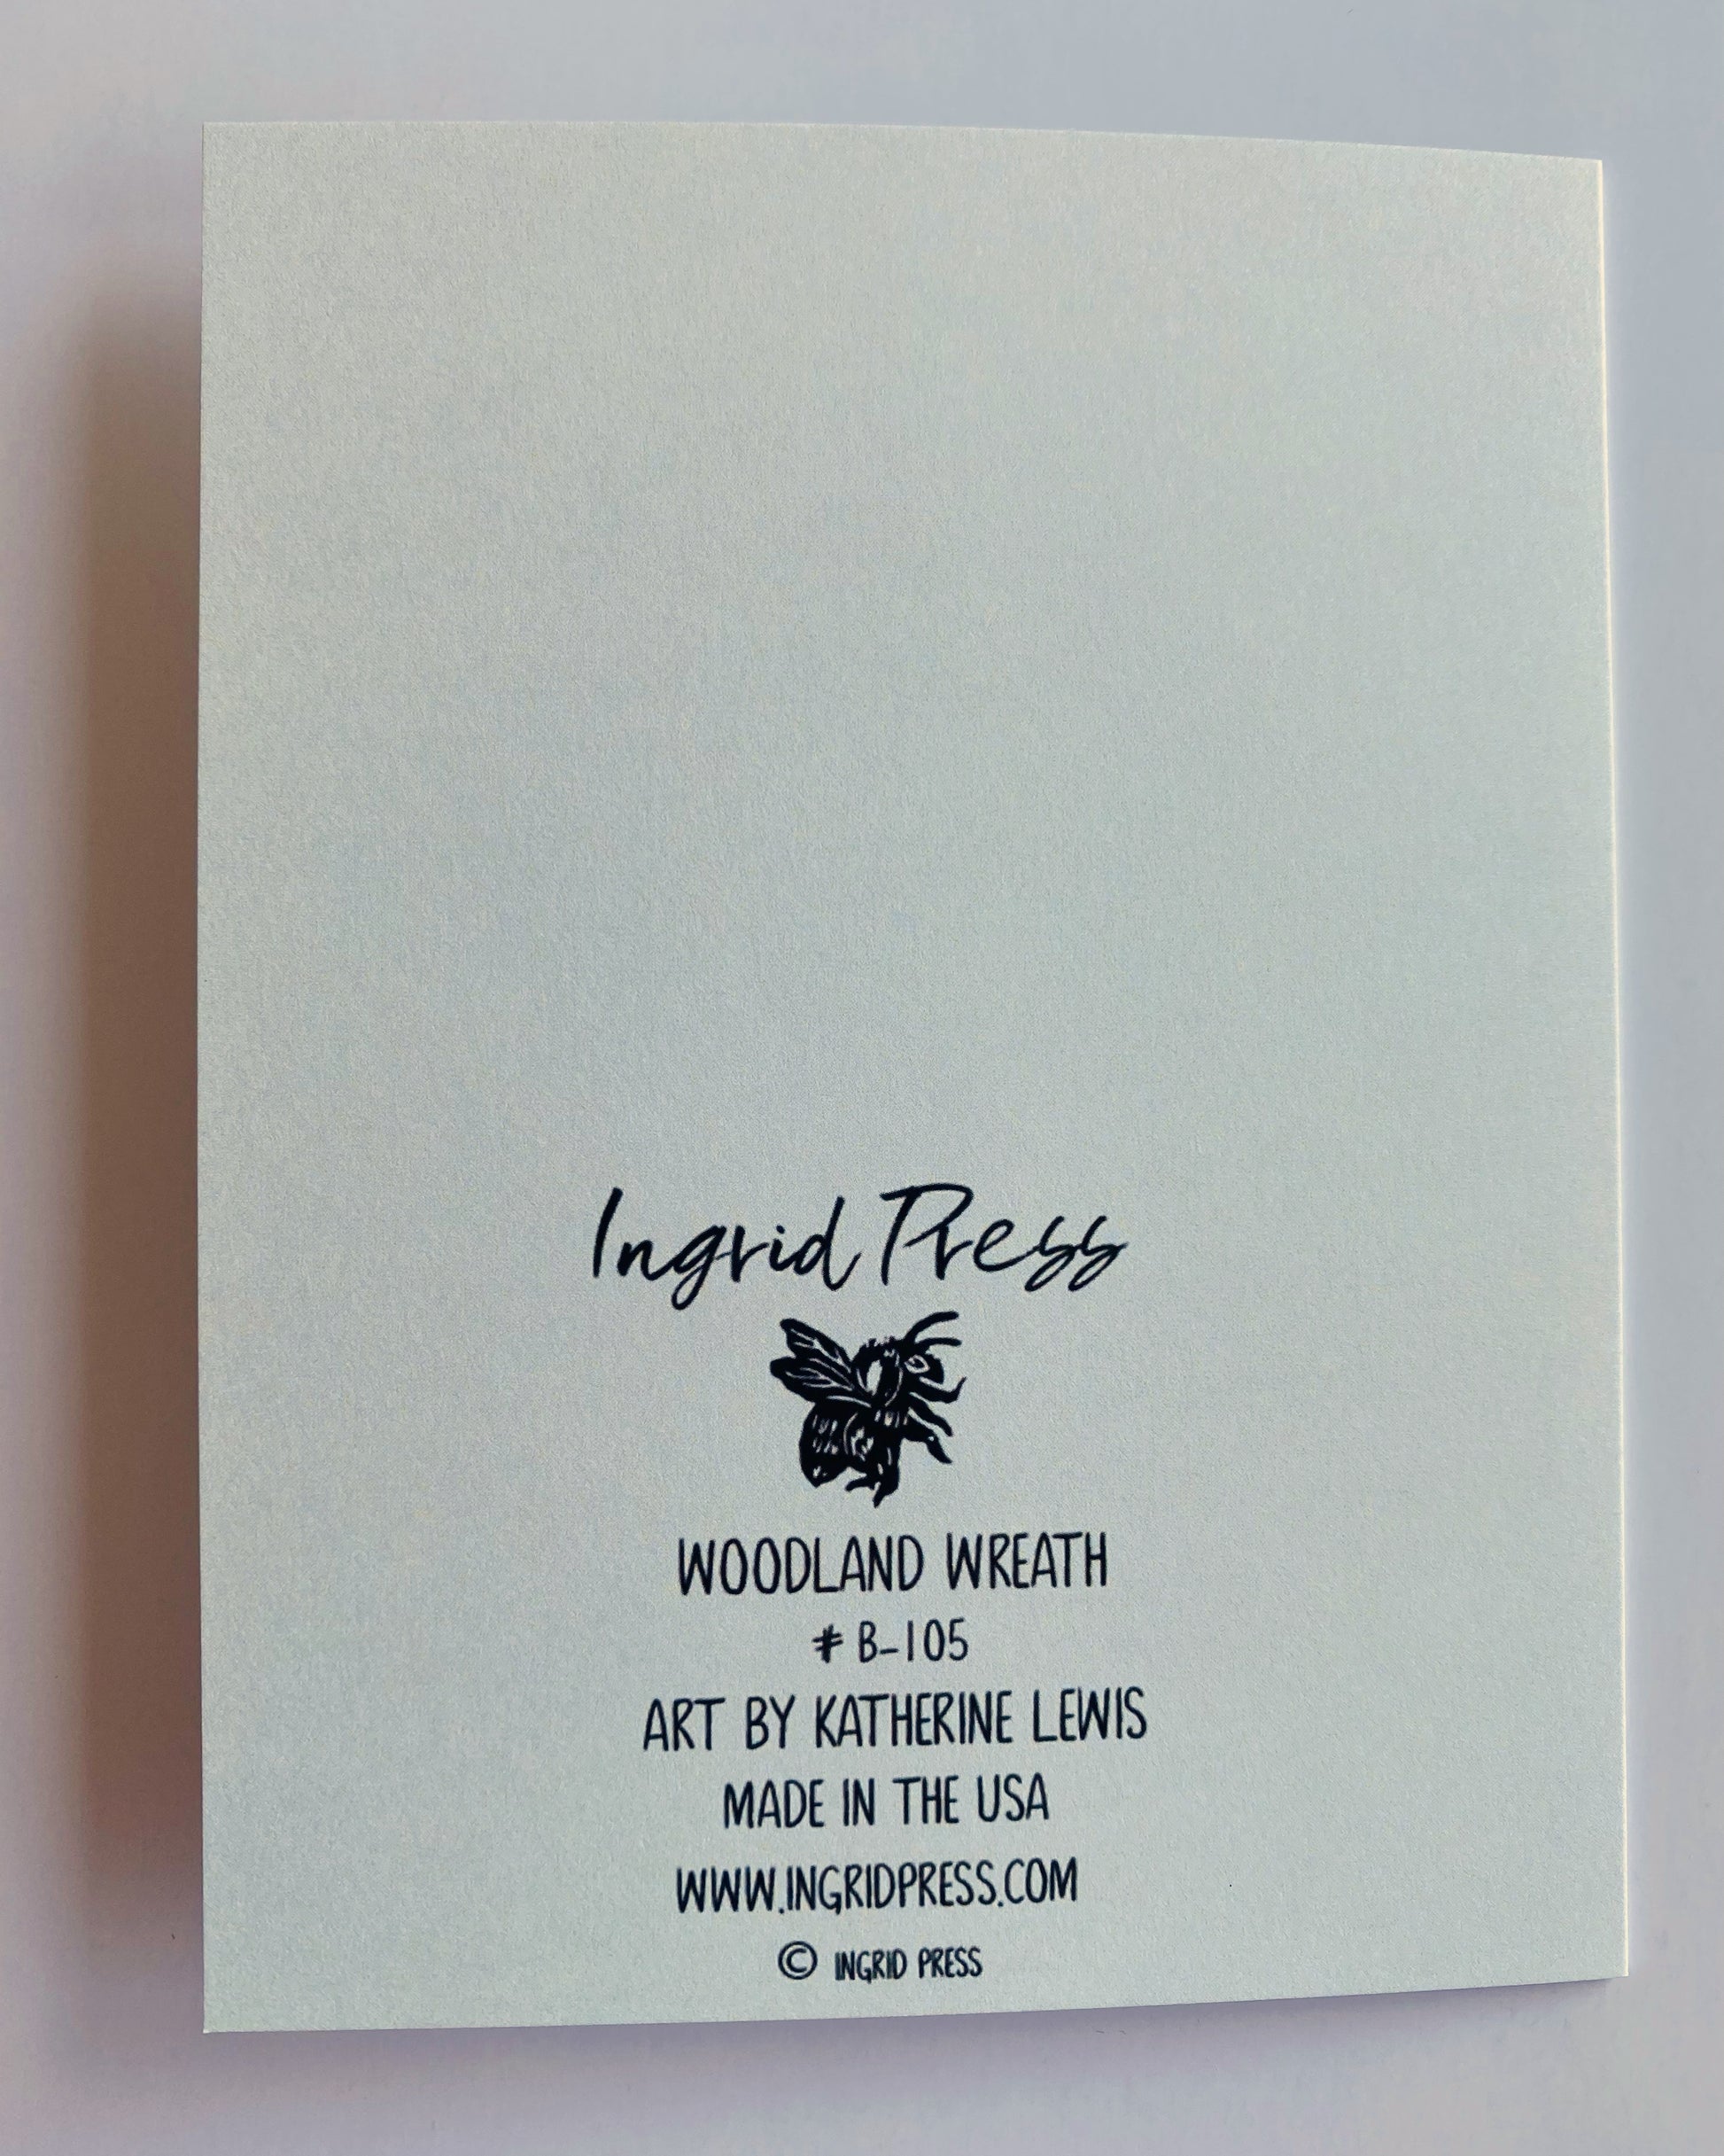 Ingrid Press
WOODLAND WREATH
# B-105
ART BY KATHERINE LEWIS
MADE IN THE USA
WWW.INGRIDPRESS.COM
© INGRID PRESS